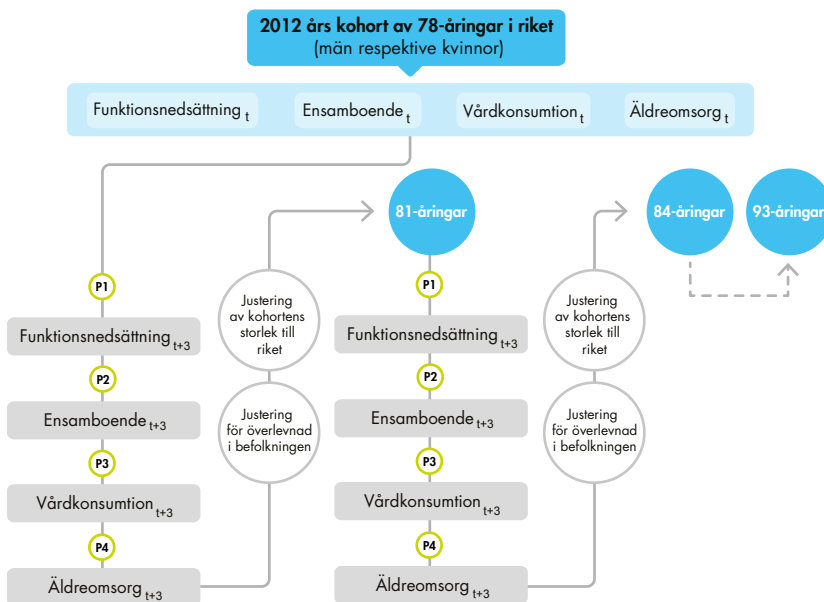 2012 års kohort av 78-åringar i riket
(män respektive kvinnor)
Funktionsnedsättning t
Ensamboende t
Vårdkonsumtion t
Äldreomsorg t
P1
Funktionsnedsättning t+3
P2
Ensamboende t+3
P3
Vårdkonsumtion t+3
P4
Äldreomsorg t+3
Justering
av kohortens
storlek till
riket
Justering
för överlevnad
i befolkningen
81-åringar
P1
Funktionsnedsättning t+3
P2
Ensamboende t+3
P3
Vårdkonsumtion t+3
P4
Äldreomsorg t+3
Justering
av kohortens
storlek till
riket
Justering
för överlevnad
i befolkningen
84-åringar
93-åringar